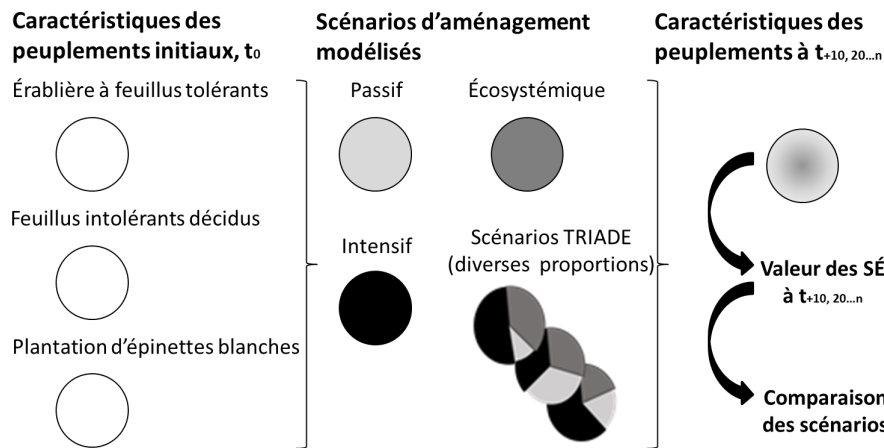 Caractéristiques des
peuplements initiaux, t0
Érablière à feuillus tolérants
Feuillus intolérants décidus
Plantation d'épinettes blanches
Scénarios d'aménagement
modélisés
Passif
Écosystémique
Intensif
Scénarios TRIADE
(diverses proportions)
Caractéristiques des
peuplements à t+10, 20...n
Valeur des SÉ
à t+10, 20...n
Comparaison
des scénarios